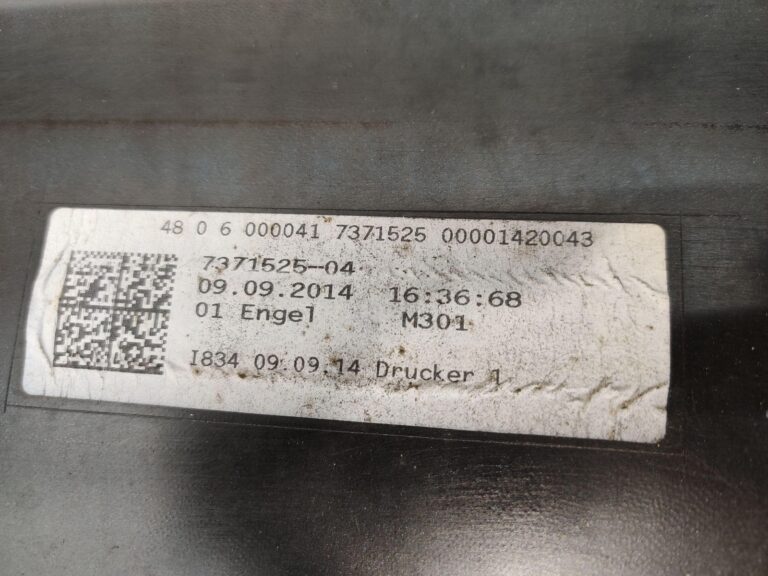 48 0 6 000041 7371525 00001420043
7371525-04
09.09.2014 16:36:68
01 Engel M301
I834 09.09.14 Drucker 1